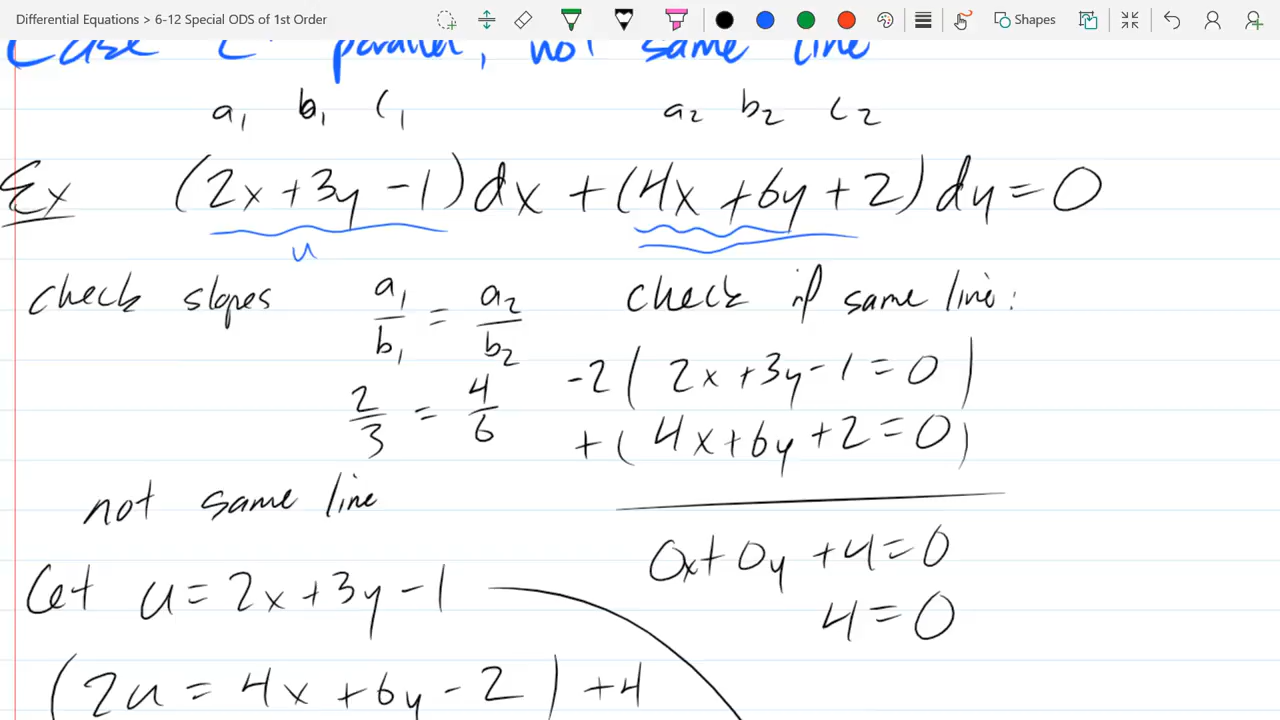 Differential Equations > 6-12 Special ODS of 1st Order
Shapes
Case 2: parallel, not same line
a₁ b₁ c₁ a₂ b₂ c₂
Ex (2x+3y-1)dx+(4x+6y+2)dy=0
u
check slopes a₁/b₁ = a₂/b₂
2/3 = 4/6
not same line
check if same line:
-2(2x+3y-1=0)
+(4x+6y+2=0)
0x+0y+4=0
4=0
Let u=2x+3y-1
(2u=4x+6y-2)+4